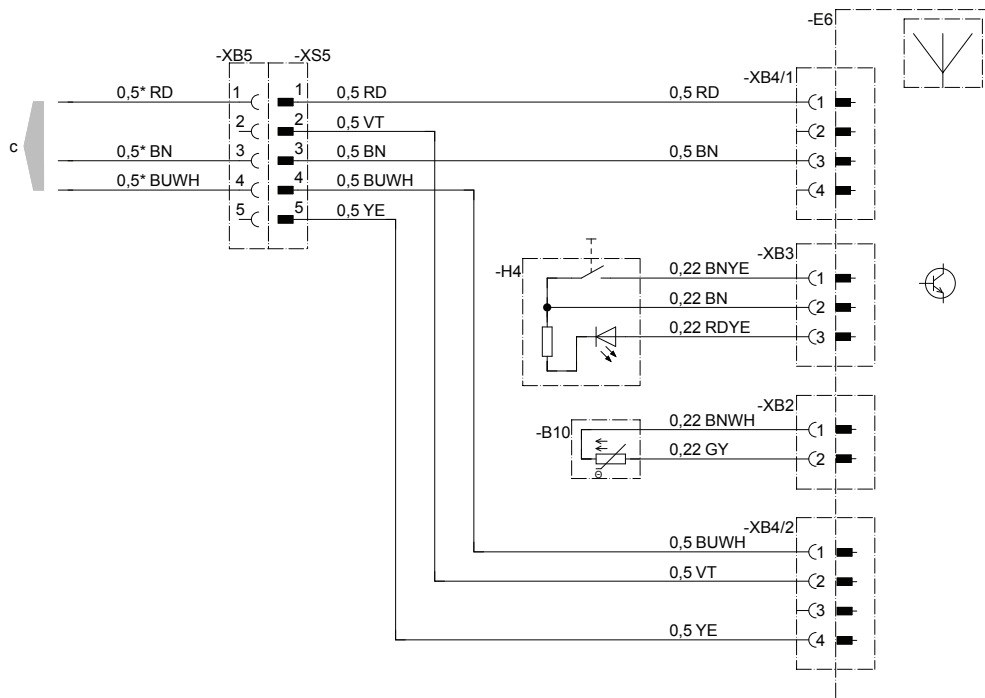 -E6
-XB5 -XS5
-XB4/1
0,5* RD 1 1 0,5 RD 0,5 RD 1
2 2 0,5 VT 2
c
0,5* BN 3 3 0,5 BN 0,5 BN 3
0,5* BUWH 4 4 0,5 BUWH 4
5 5 0,5 YE
-XB3
-H4
0,22 BNYE 1
0,22 BN 2
0,22 RDYE 3
-XB2
-B10
0,22 BNWH 1
0,22 GY 2
-XB4/2
0,5 BUWH 1
0,5 VT 2
3
0,5 YE 4